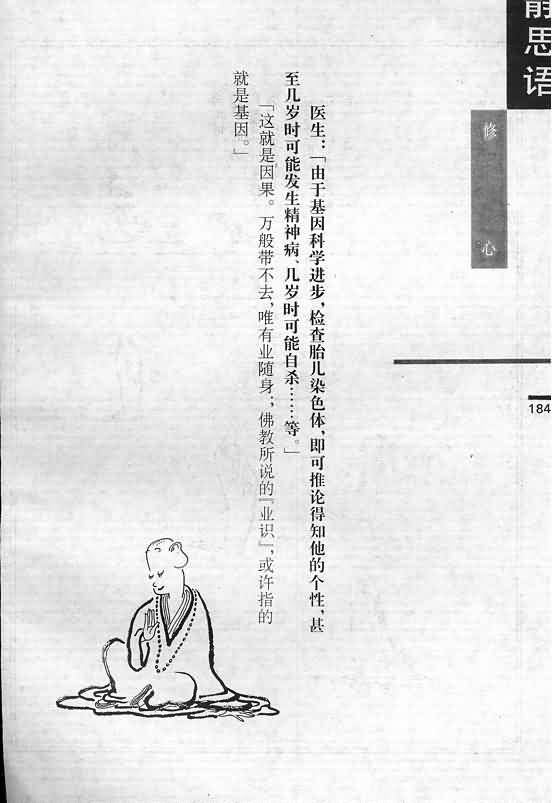 静思语
修心
184
医生：「由于基因科学进步，检查胎儿染色体，即可推论得知他的个性，甚
至几岁时可能发生精神病、几岁时可能自杀……等。」
「这就是因果。万般带不去，唯有业随身；佛教所说的『业识』，或许指的
就是基因。」